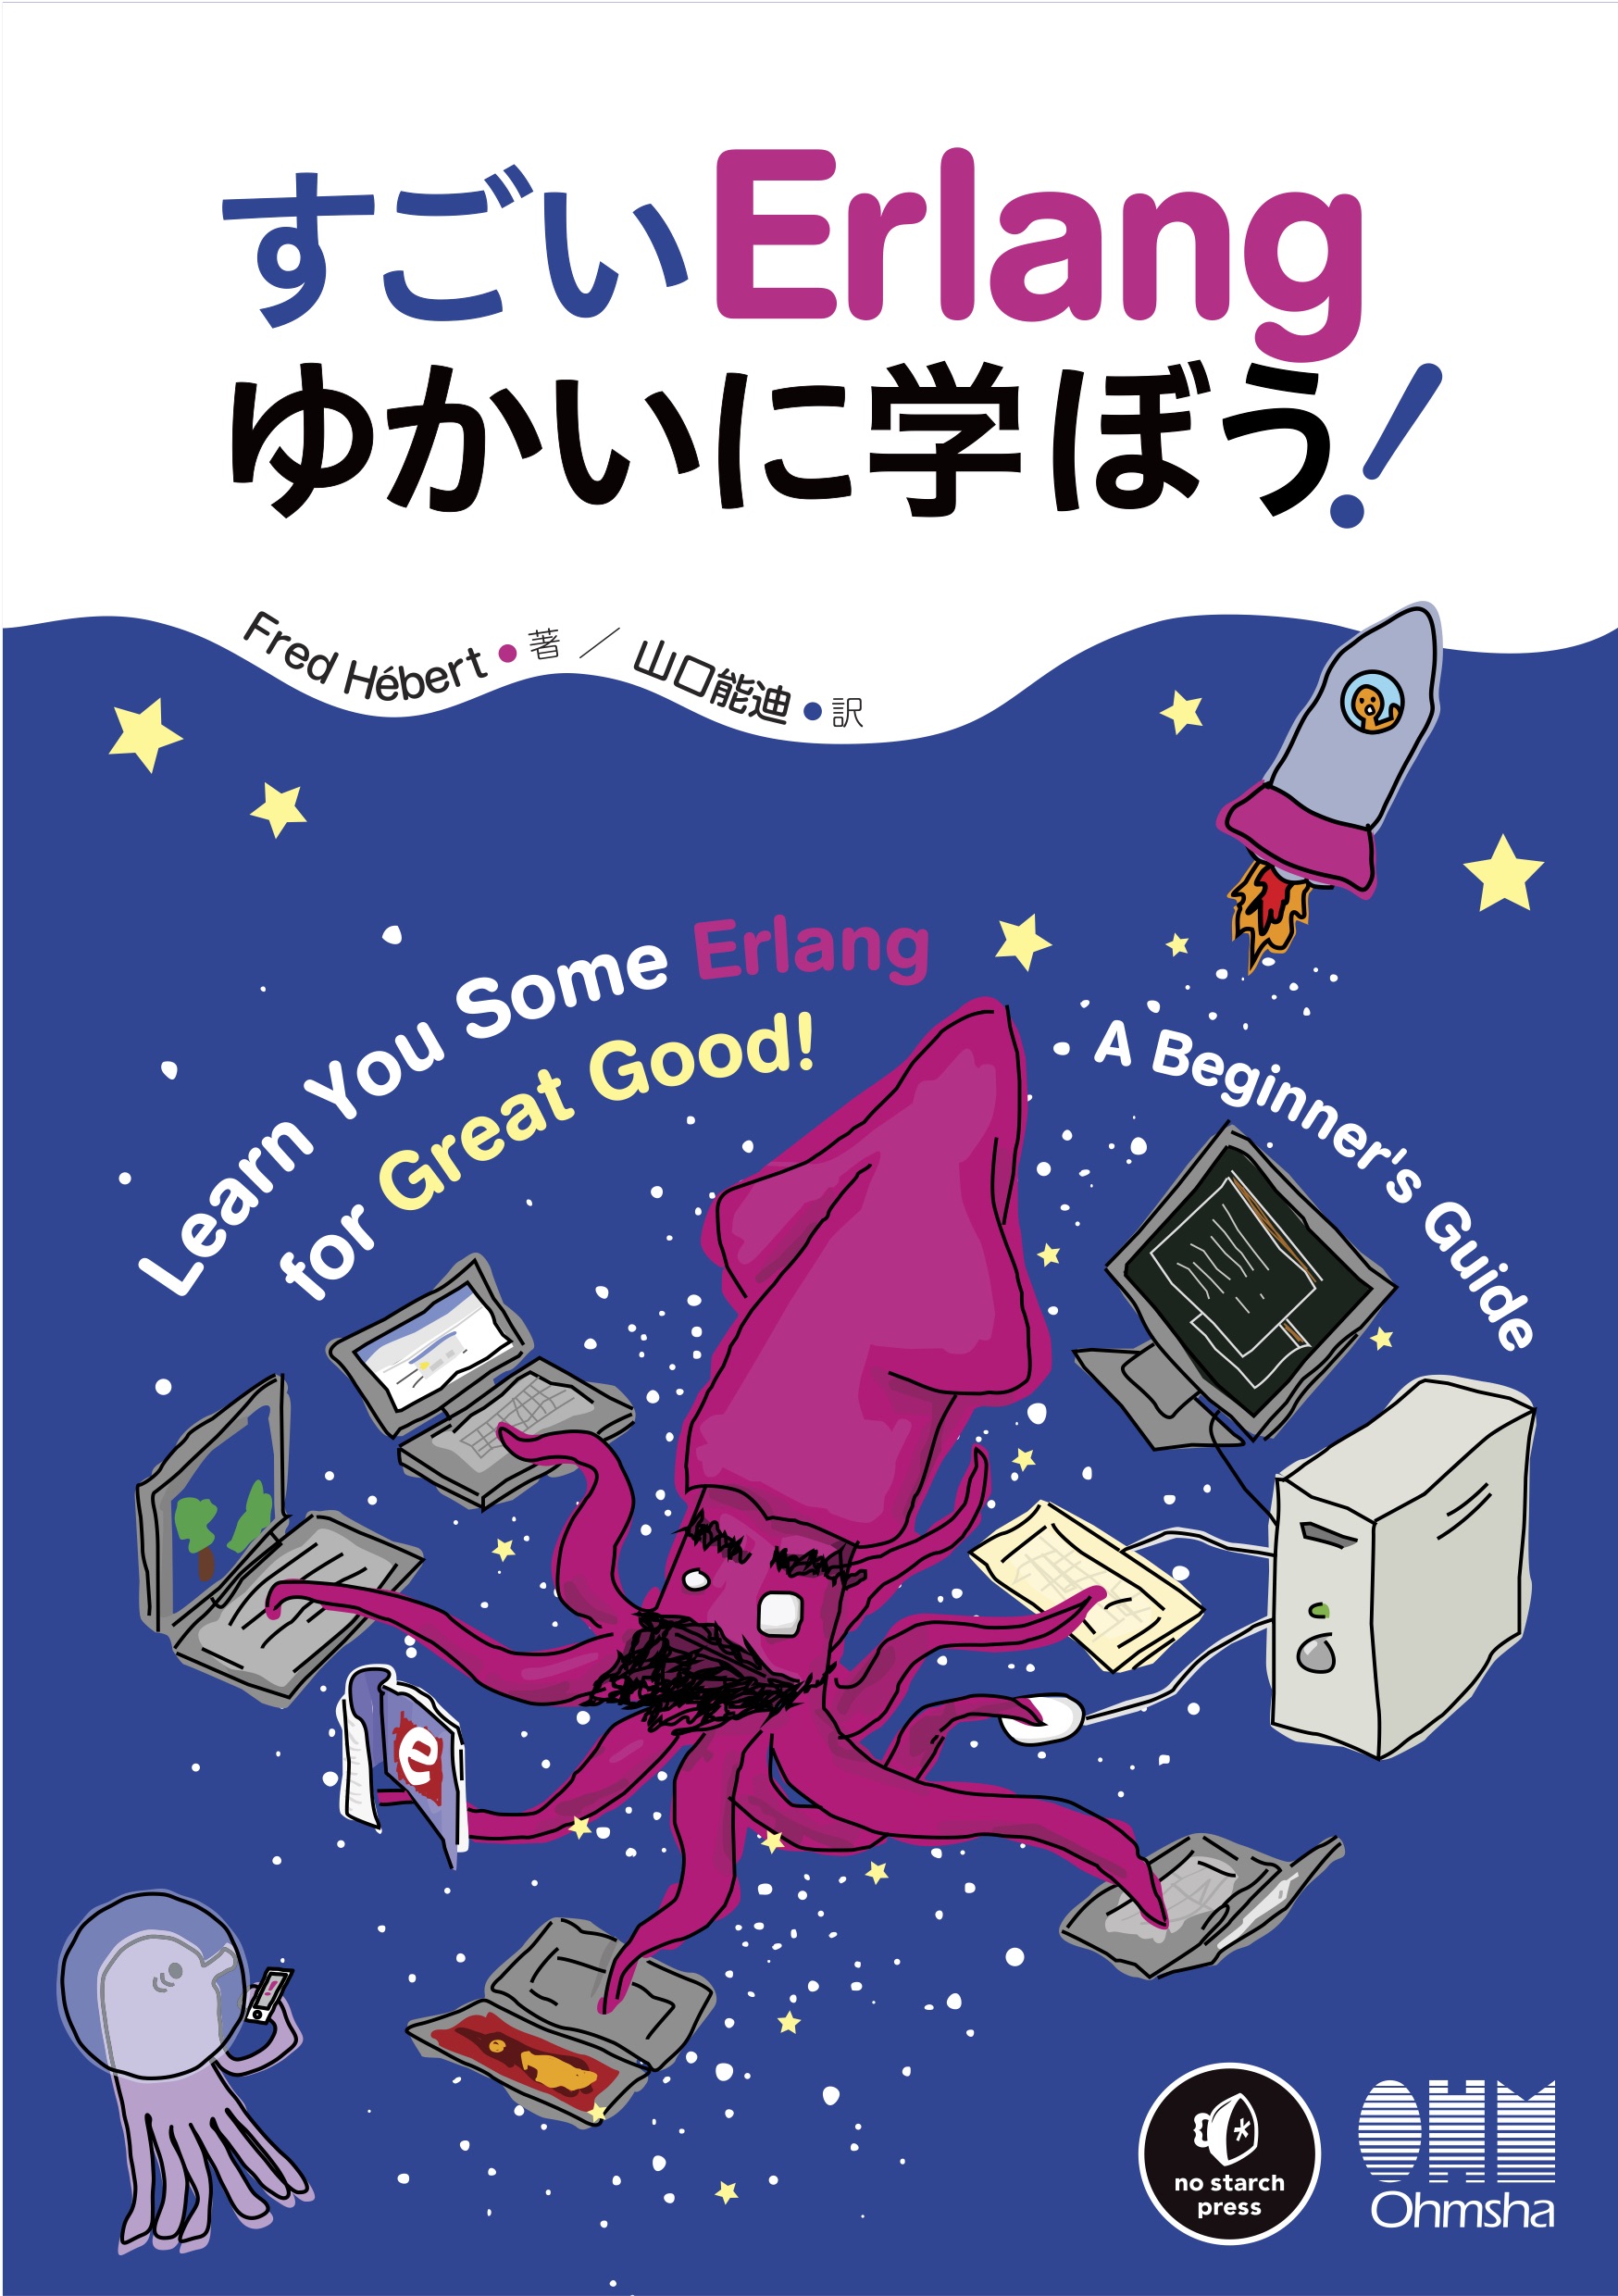 すごいErlang
ゆかいに学ぼう!
Fred Hébert●著／山口能迪●訳
Learn You Some Erlang
for Great Good!
A Beginner's Guide
e
no starch
press
OHM
Ohmsha